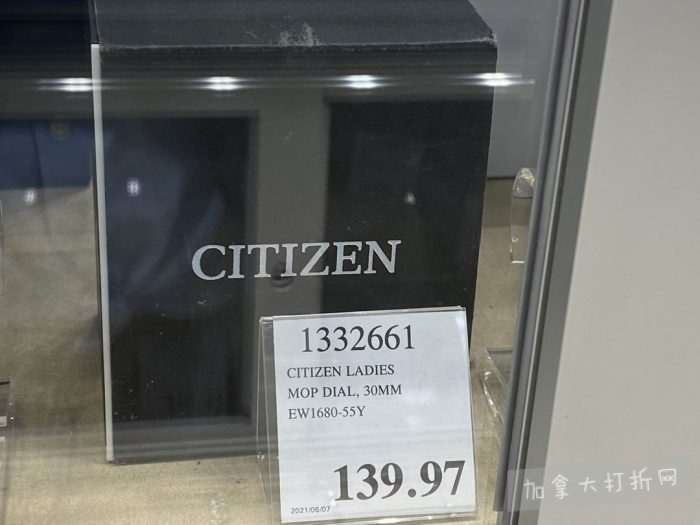 CITIZEN
1332661
CITIZEN LADIES
MOP DIAL, 30MM
EW1680-55Y
139.97
2021/06/07
加拿大打折网